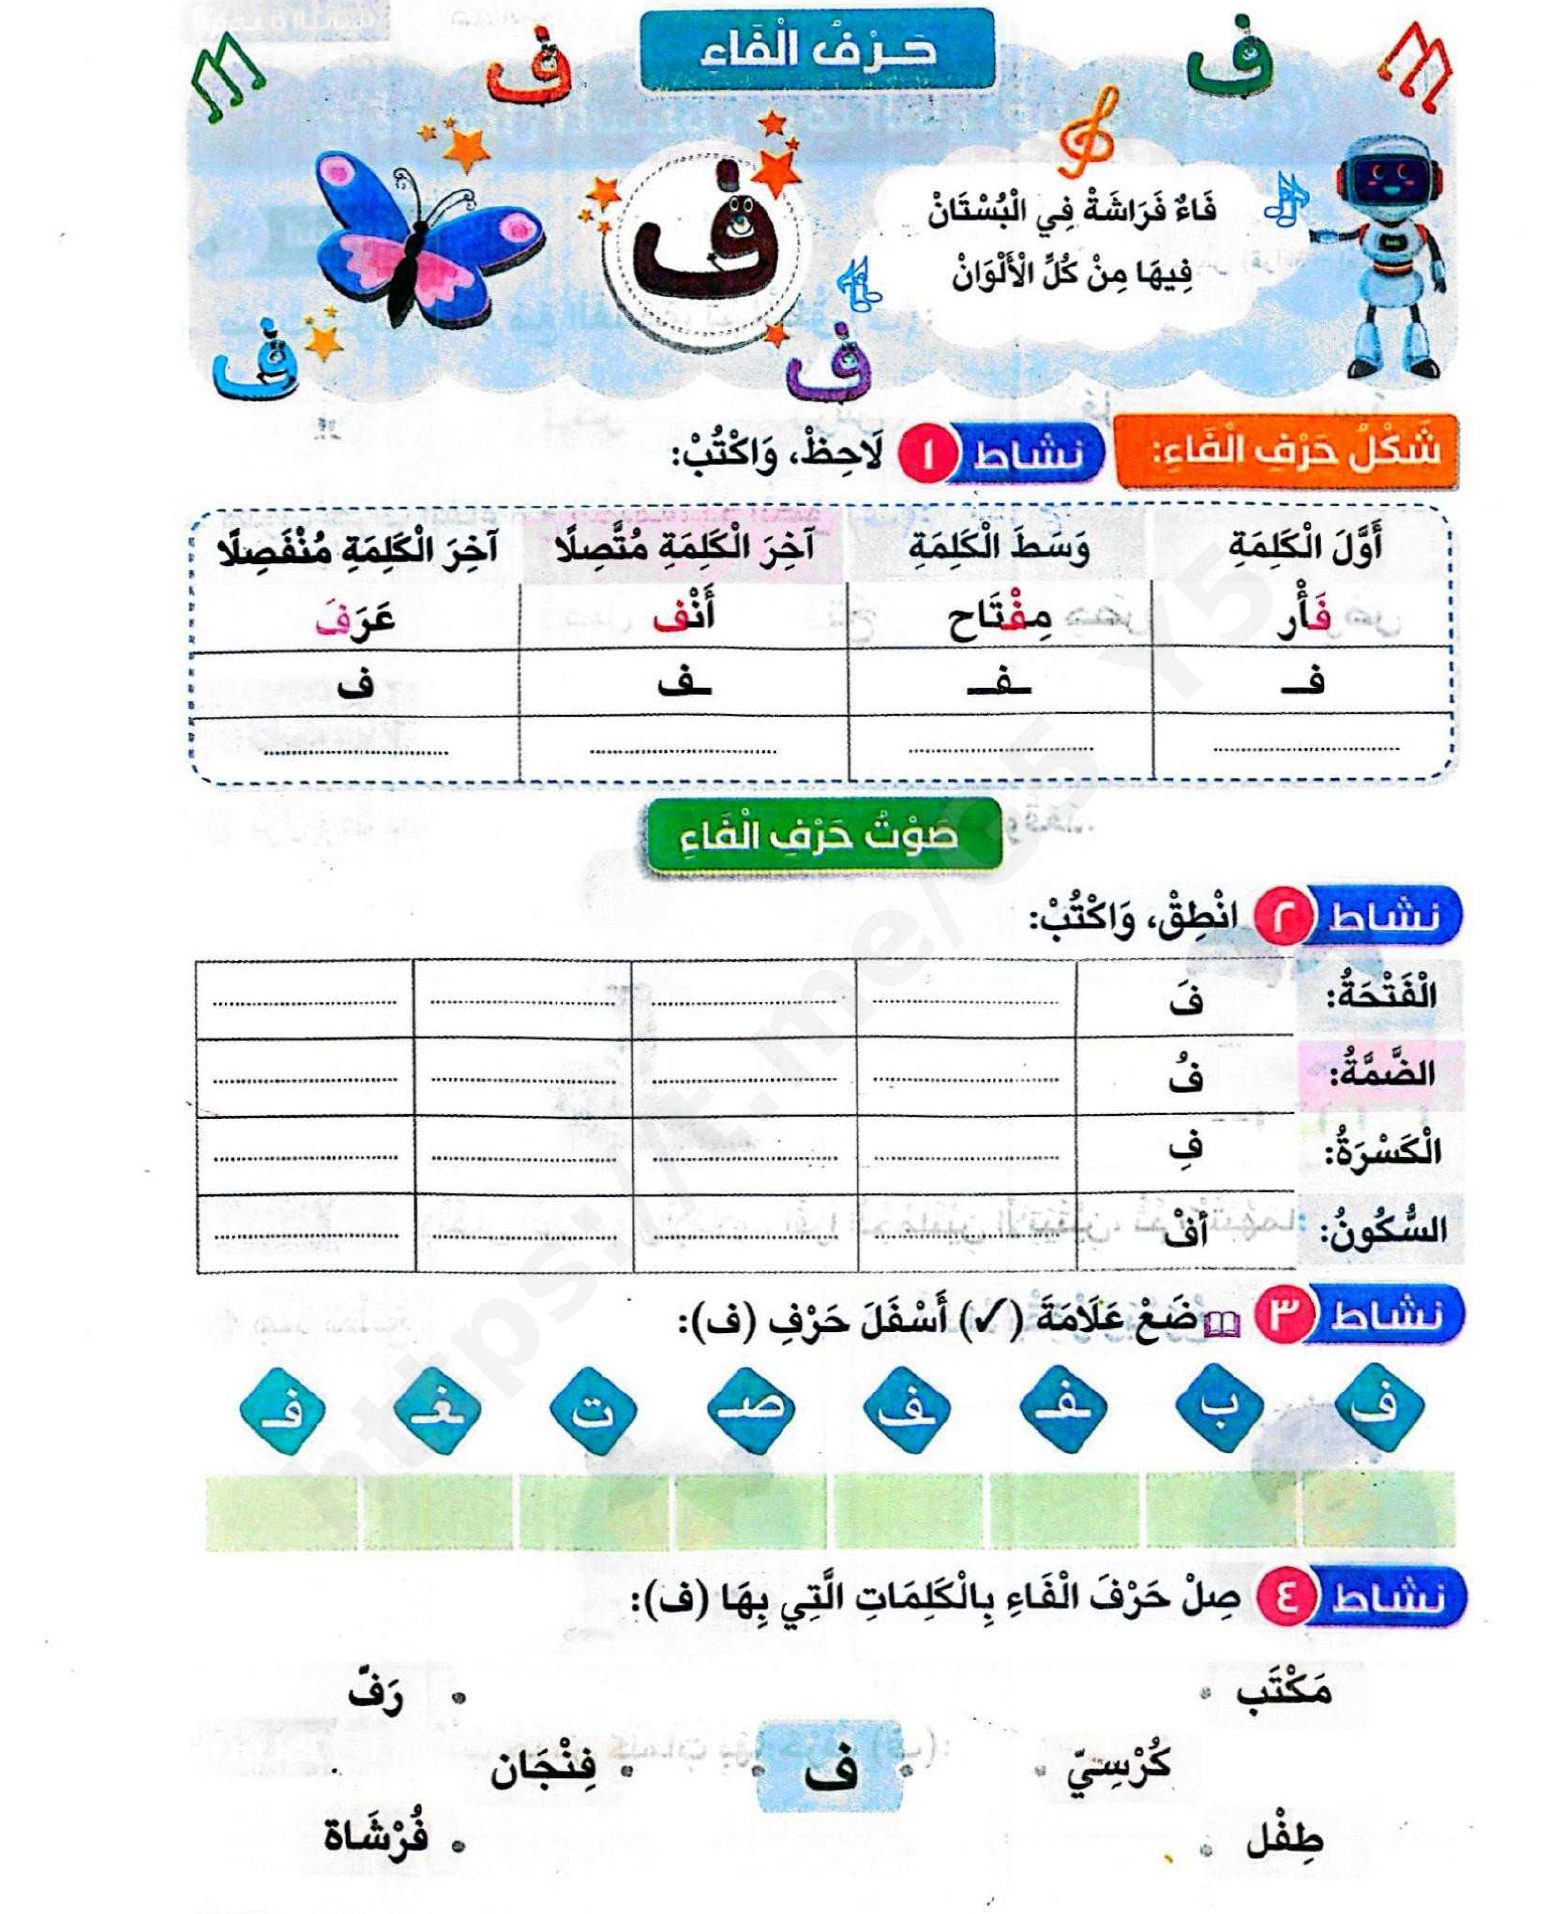 حَرْفُ الْفَاءِ
ف
ف
فَاءٌ فَرَاشَةٌ فِي الْبُسْتَانْ
فِيهَا مِنْ كُلِّ الْأَلْوَانْ
ف
ف
ف
شَكْلُ حَرْفِ الْفَاءِ: نشاط ١ لَاحِظْ، وَاكْتُبْ:
أَوَّلَ الْكَلِمَةِ وَسَطَ الْكَلِمَةِ آخِرَ الْكَلِمَةِ مُتَّصِلًا آخِرَ الْكَلِمَةِ مُنْفَصِلًا
فَأْر مِفْتَاح أَنْف عَرَفَ
فـ ـفـ ـف ف
صَوْتُ حَرْفِ الْفَاءِ
نشاط ٢ انْطِقْ، وَاكْتُبْ:
الْفَتْحَةُ: فَ
الضَّمَّةُ: فُ
الْكَسْرَةُ: فِ
السُّكُونُ: أفْ
نشاط ٣ ضَعْ عَلَامَةَ (✓) أَسْفَلَ حَرْفِ (ف):
ف ب ـفـ ـف صـ ت ـغـ فـ
نشاط ٤ صِلْ حَرْفَ الْفَاءِ بِالْكَلِمَاتِ الَّتِي بِهَا (ف):
مَكْتَب رَفّ
كُرْسِيّ ف فِنْجَان
طِفْل فُرْشَاة